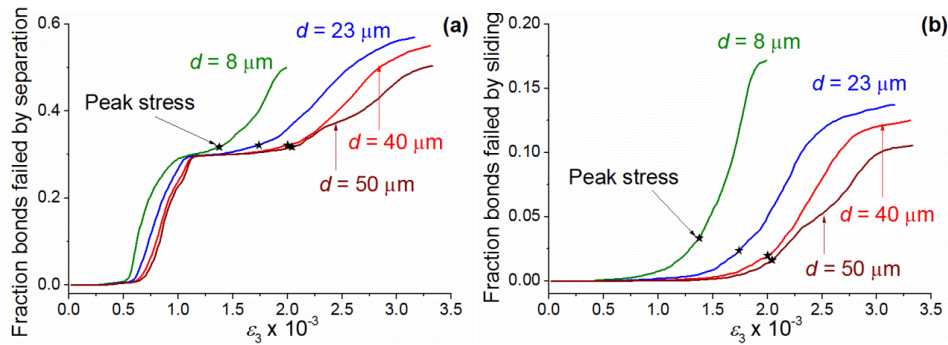 (a)
Fraction bonds failed by separation
0.6
0.4
0.2
0.0
d = 8 μm
d = 23 μm
Peak stress
d = 40 μm
d = 50 μm
0.0 0.5 1.0 1.5 2.0 2.5 3.0 3.5
ε3 x 10-3
(b)
Fraction bonds failed by sliding
0.20
0.15
0.10
0.05
0.00
d = 8 μm
d = 23 μm
Peak stress
d = 40 μm
d = 50 μm
0.0 0.5 1.0 1.5 2.0 2.5 3.0 3.5
ε3 x 10-3